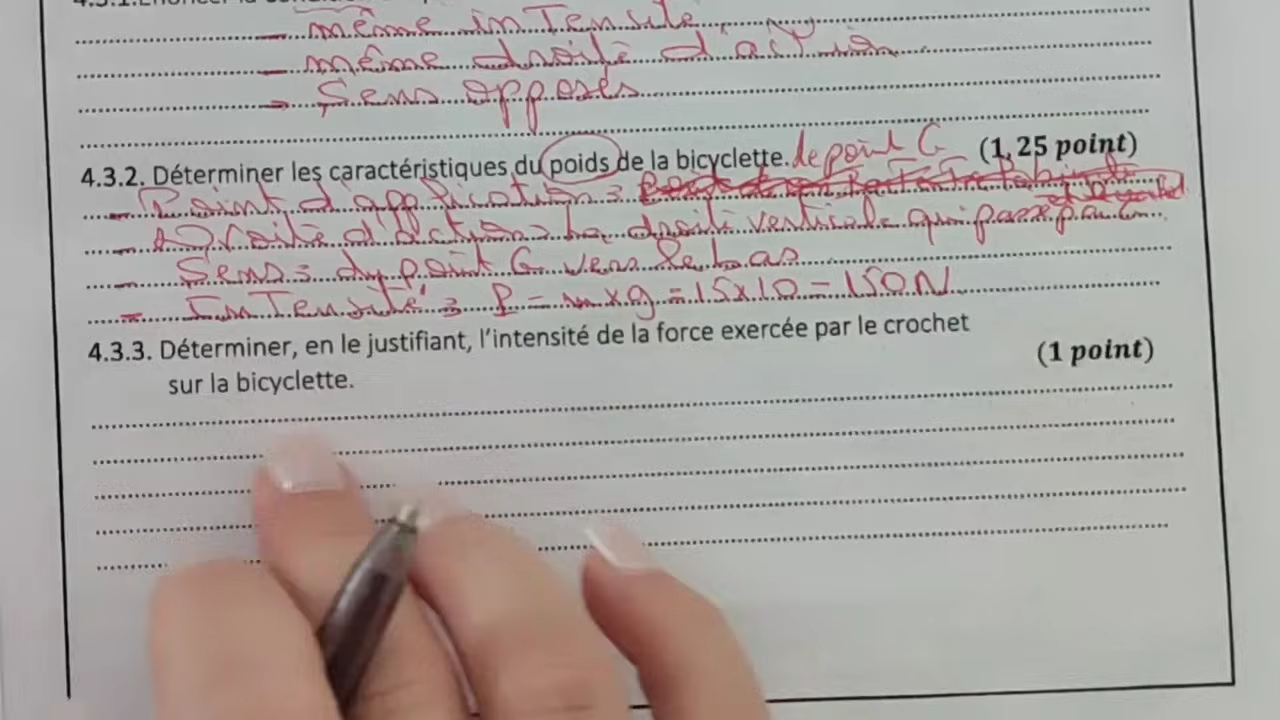 - même intensité
- même droite d'action
- Sens opposés
4.3.2. Déterminer les caractéristiques du poids de la bicyclette. le point G (1,25 point)
- Point d'application :
- Droite d'action : la droite verticale qui passe par G
- Sens : du point G vers le bas
- Intensité : P = m x g = 15 x 10 = 150 N
4.3.3. Déterminer, en le justifiant, l'intensité de la force exercée par le crochet
sur la bicyclette. (1 point)